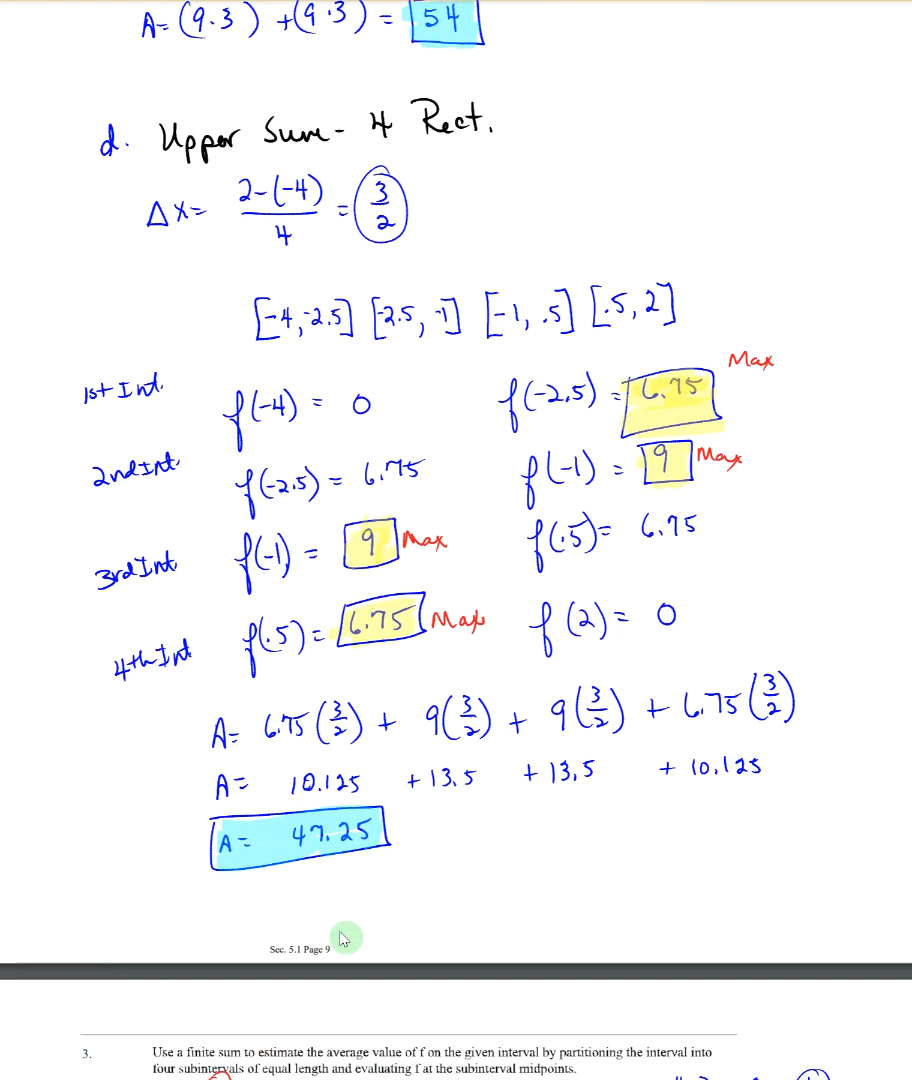 A= (9·3) +(9·3) = 54
d. Upper Sum - 4 Rect.
Δx= 2-(-4)/4 = 3/2
[-4,-2.5] [-2.5, -1] [-1, .5] [.5, 2]
Max
1st Int. f(-4) = 0 f(-2.5) = 6.75
2nd Int. f(-2.5) = 6.75 f(-1) = 9 Max
3rd Int. f(-1) = 9 Max f(.5) = 6.75
4th Int f(.5) = 6.75 Max f(2) = 0
A= 6.75(3/2) + 9(3/2) + 9(3/2) + 6.75(3/2)
A= 10.125 +13.5 +13.5 + 10.125
A= 47.25
Sec. 5.1 Page 9
3. Use a finite sum to estimate the average value of f on the given interval by partitioning the interval into
four subintervals of equal length and evaluating f at the subinterval midpoints.